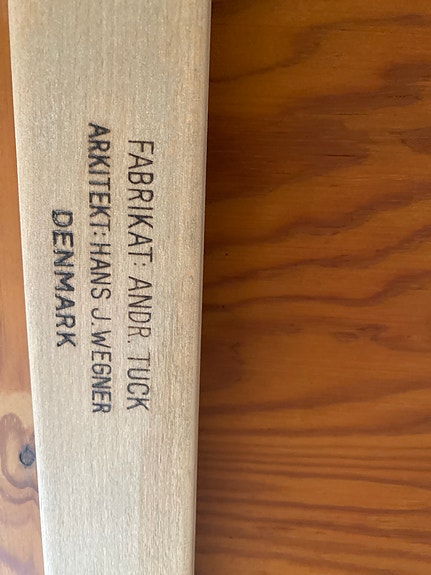 FABRIKAT: ANDR. TUCK
ARKITEKT: HANS J. WEGNER
DENMARK